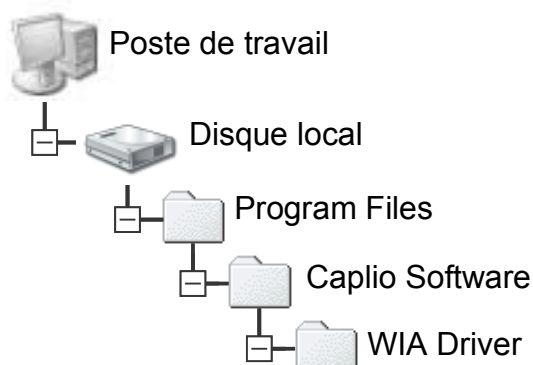 Poste de travail
Disque local
Program Files
Caplio Software
WIA Driver